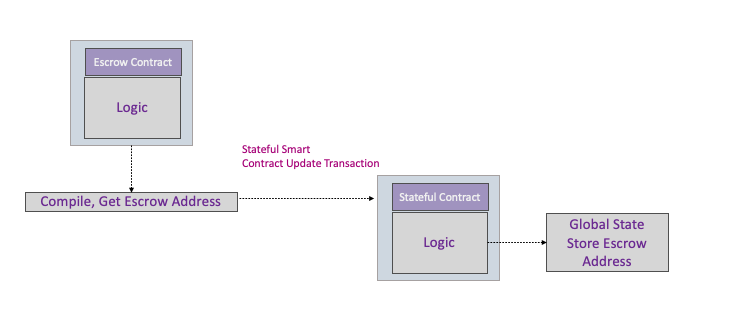 Escrow Contract
Logic
Compile, Get Escrow Address
Stateful Smart
Contract Update Transaction
Stateful Contract
Logic
Global State
Store Escrow
Address